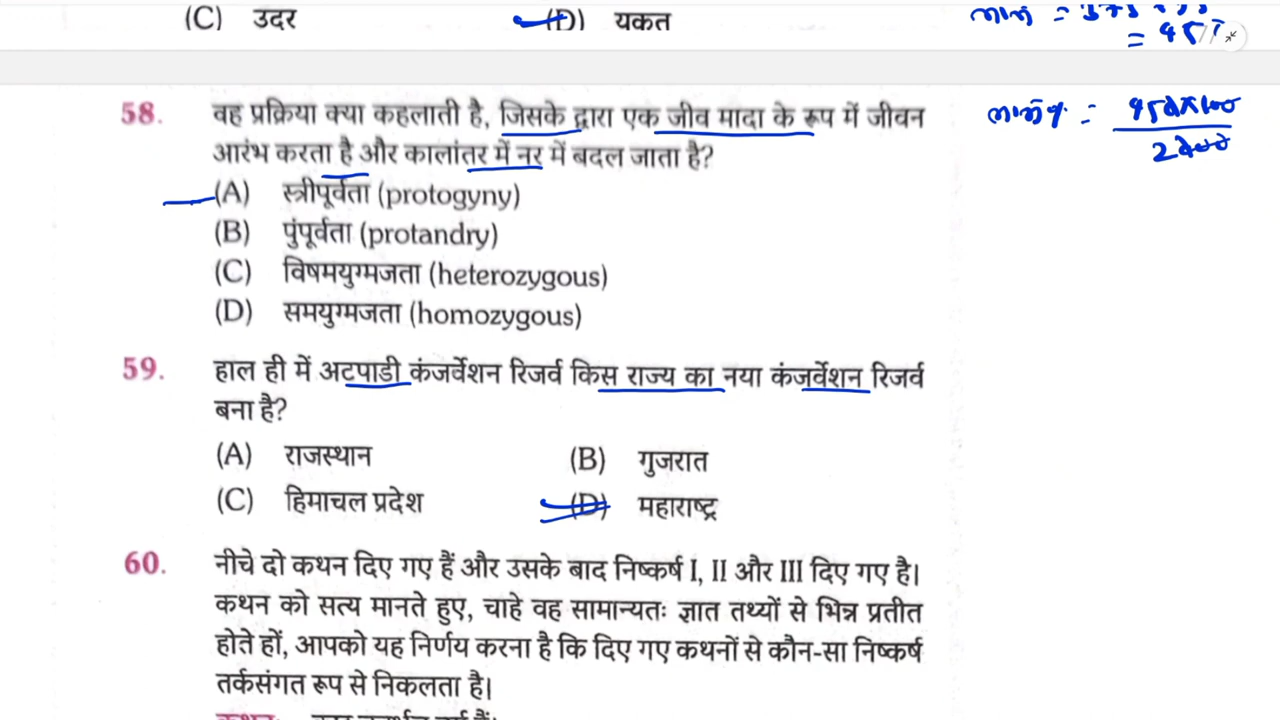 (C) उदर (D) यकत
58. वह प्रक्रिया क्या कहलाती है, जिसके द्वारा एक जीव मादा के रूप में जीवन
आरंभ करता है और कालांतर में नर में बदल जाता है?
(A) स्त्रीपूर्वता (protogyny)
(B) पुंपूर्वता (protandry)
(C) विषमयुग्मजता (heterozygous)
(D) समयुग्मजता (homozygous)
59. हाल ही में अटपाडी कंजर्वेशन रिजर्व किस राज्य का नया कंजर्वेशन रिजर्व
बना है?
(A) राजस्थान (B) गुजरात
(C) हिमाचल प्रदेश (D) महाराष्ट्र
60. नीचे दो कथन दिए गए हैं और उसके बाद निष्कर्ष I, II और III दिए गए है।
कथन को सत्य मानते हुए, चाहे वह सामान्यतः ज्ञात तथ्यों से भिन्न प्रतीत
होते हों, आपको यह निर्णय करना है कि दिए गए कथनों से कौन-सा निष्कर्ष
तर्कसंगत रूप से निकलता है।